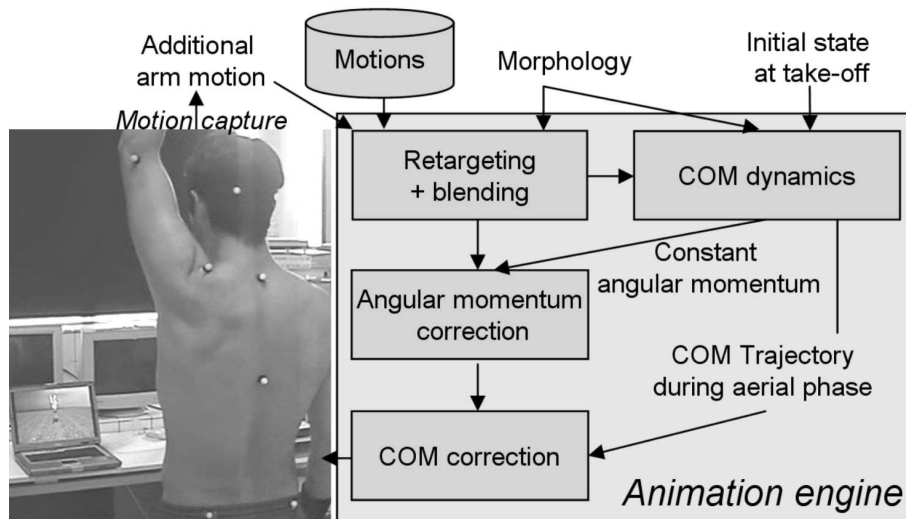 Additional
arm motion
Motions
Morphology
Initial state
at take-off
Motion capture
Retargeting
+ blending
COM dynamics
Constant
angular momentum
Angular momentum
correction
COM Trajectory
during aerial phase
COM correction
Animation engine